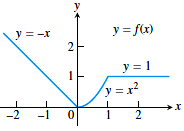 y
y = −x
y = f(x)
2
y = 1
1
y = x²
−2 −1 0 1 2 x